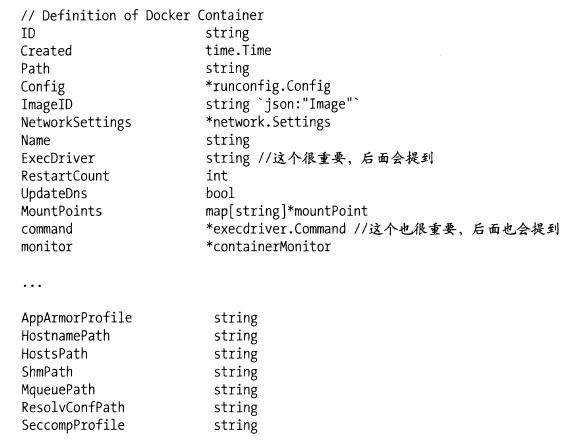 // Definition of Docker Container
ID string
Created time.Time
Path string
Config *runconfig.Config
ImageID string `json:"Image"`
NetworkSettings *network.Settings
Name string
ExecDriver string //这个很重要，后面会提到
RestartCount int
UpdateDns bool
MountPoints map[string]*mountPoint
command *execdriver.Command //这个也很重要，后面也会提到
monitor *containerMonitor
...
AppArmorProfile string
HostnamePath string
HostsPath string
ShmPath string
MqueuePath string
ResolvConfPath string
SeccompProfile string